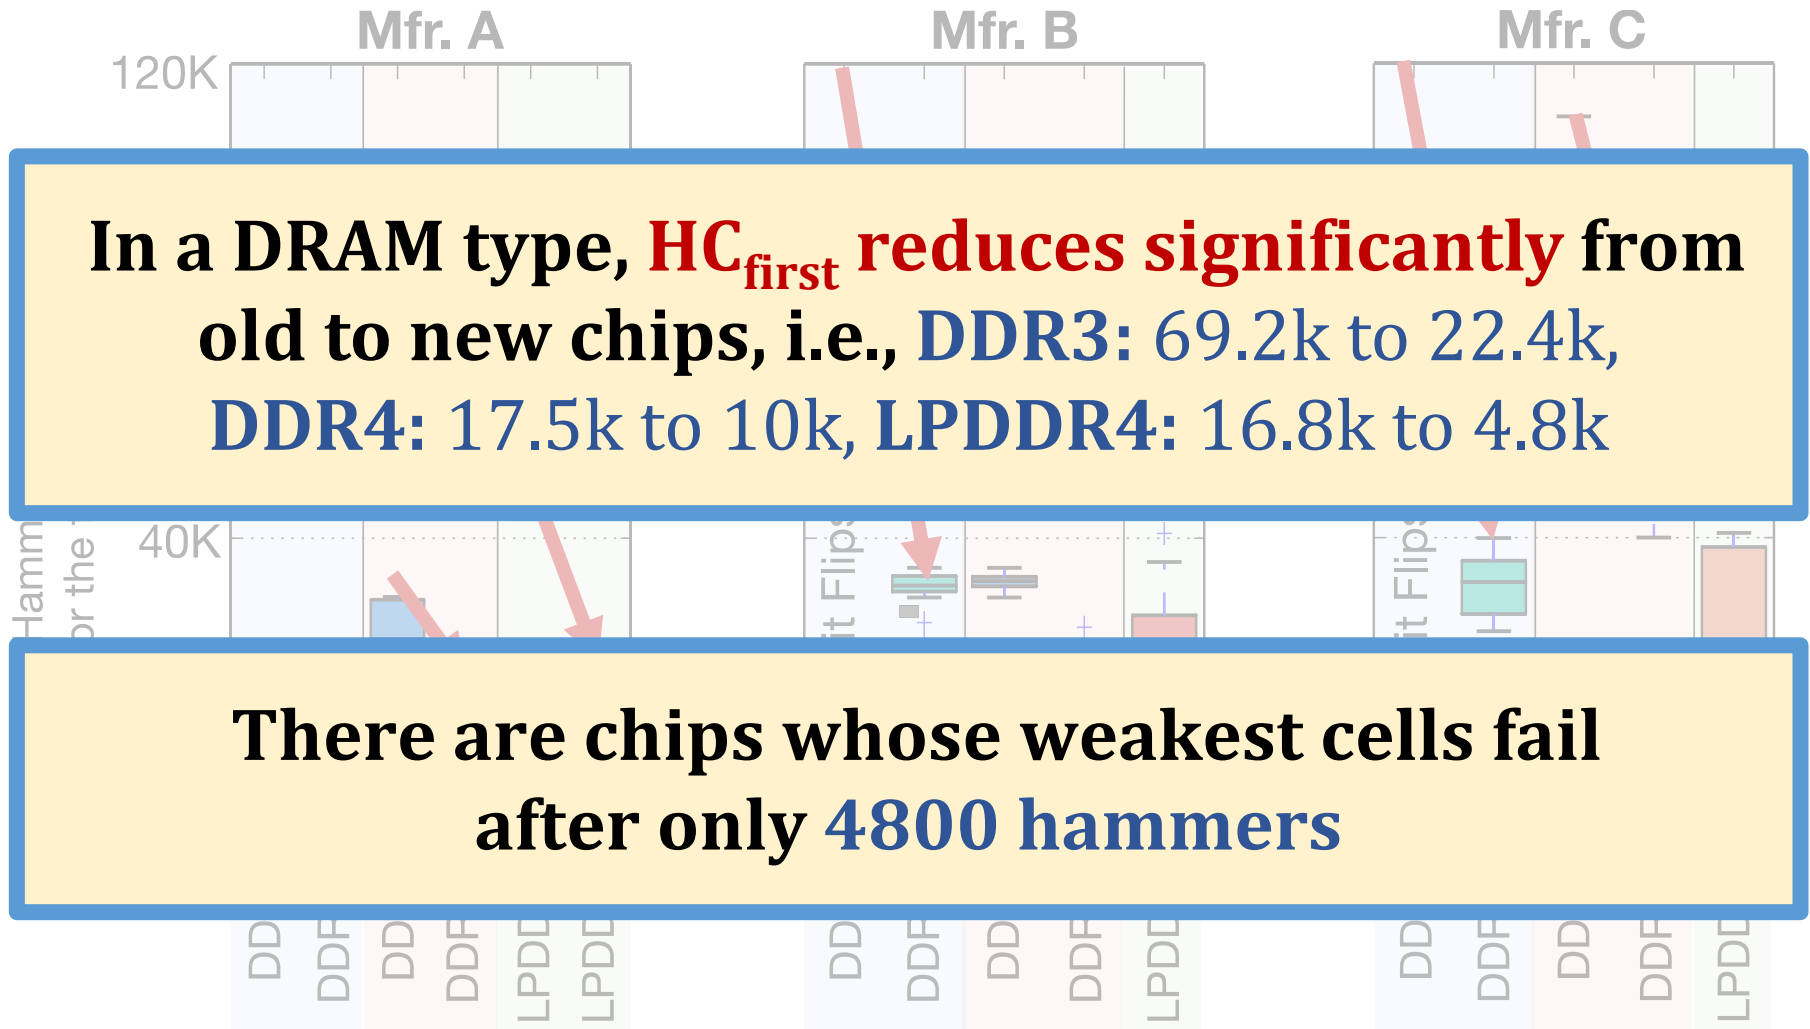 Mfr. A
Mfr. B
Mfr. C
120K
In a DRAM type, HCfirst reduces significantly from
old to new chips, i.e., DDR3: 69.2k to 22.4k,
DDR4: 17.5k to 10k, LPDDR4: 16.8k to 4.8k
40K
There are chips whose weakest cells fail
after only 4800 hammers